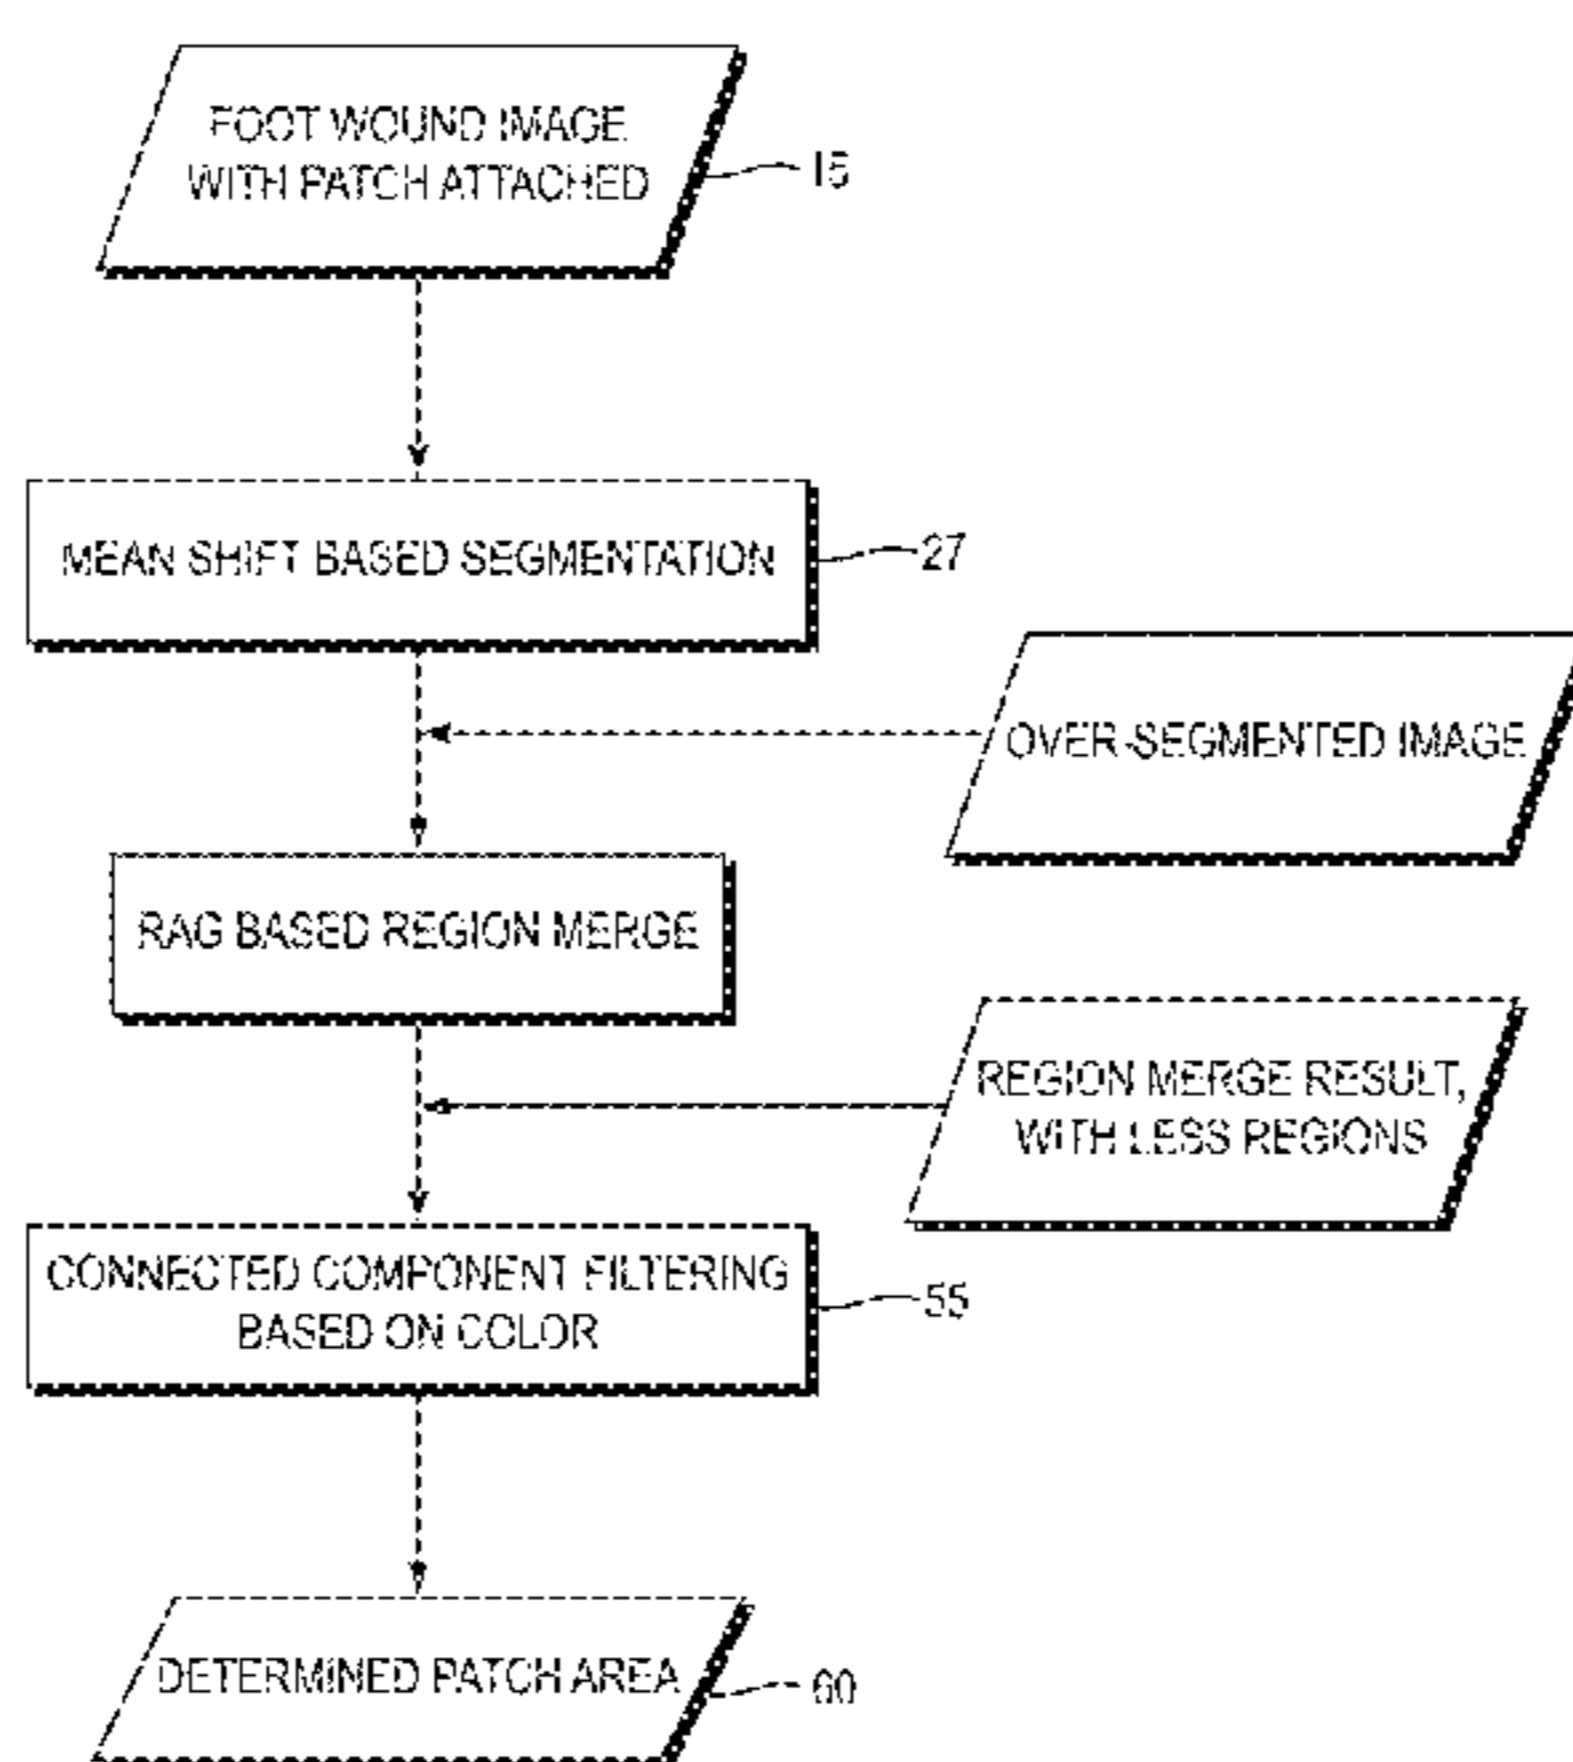 FOOT WOUND IMAGE
WITH PATCH ATTACHED
15
MEAN SHIFT BASED SEGMENTATION
27
OVER-SEGMENTED IMAGE
RAG BASED REGION MERGE
REGION MERGE RESULT,
WITH LESS REGIONS
CONNECTED COMPONENT FILTERING
BASED ON COLOR
55
DETERMINED PATCH AREA
60